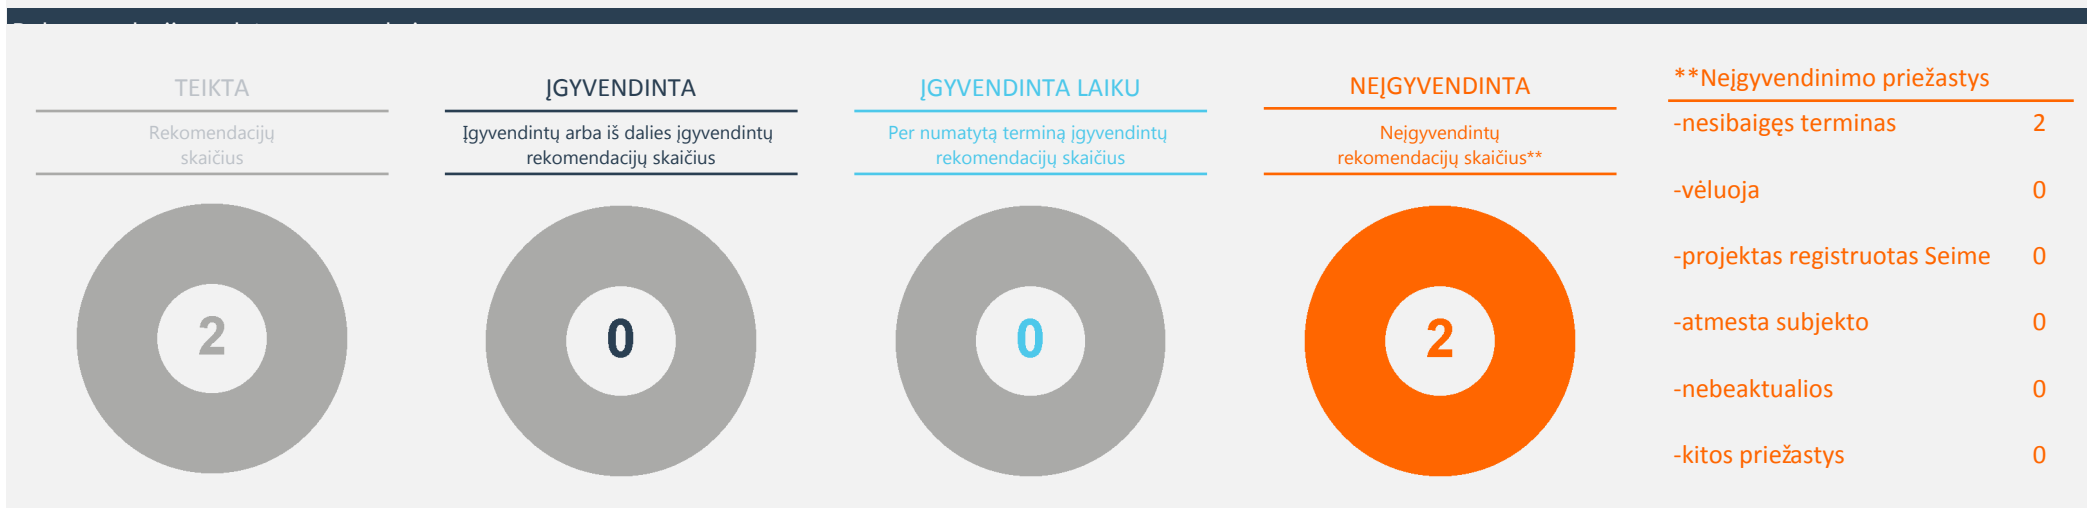 TEIKTA
Rekomendacijų
skaičius
2
ĮGYVENDINTA
Įgyvendintų arba iš dalies įgyvendintų
rekomendacijų skaičius
0
ĮGYVENDINTA LAIKU
Per numatytą terminą įgyvendintų
rekomendacijų skaičius
0
NEĮGYVENDINTA
Neįgyvendintų
rekomendacijų skaičius**
2
**Neįgyvendinimo priežastys
-nesibaigęs terminas 2
-vėluoja 0
-projektas registruotas Seime 0
-atmesta subjekto 0
-nebeaktualios 0
-kitos priežastys 0